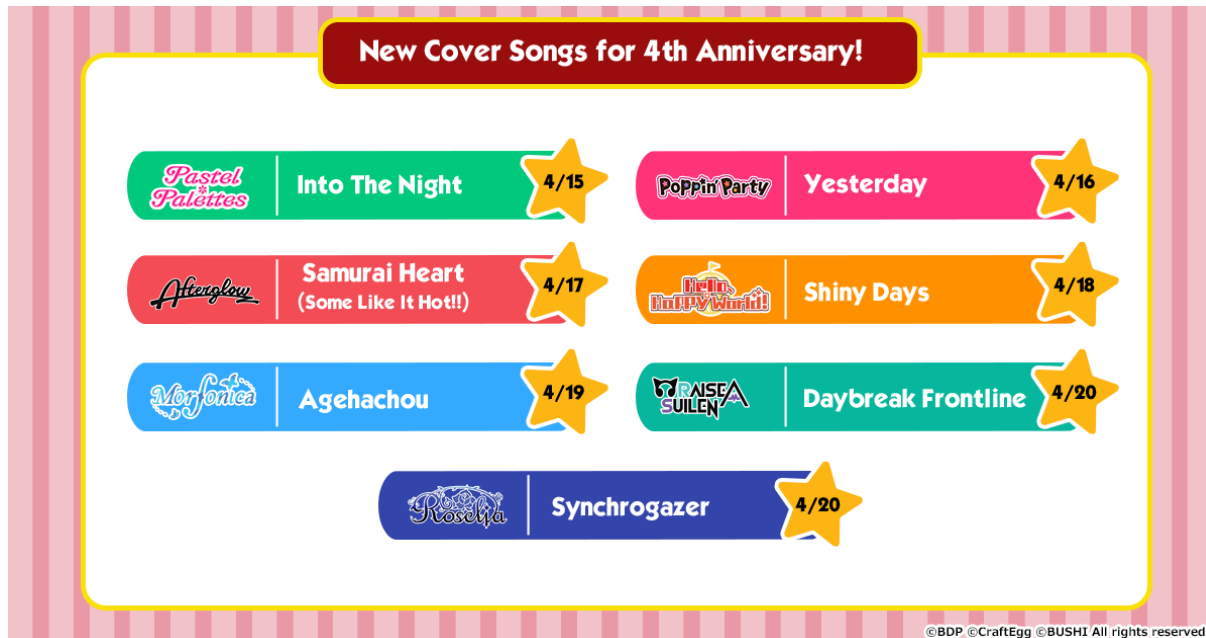 New Cover Songs for 4th Anniversary!
Pastel
Palettes
Into The Night
4/15
Poppin'Party
Yesterday
4/16
Afterglow
Samurai Heart
(Some Like It Hot!!)
4/17
Hello,
HaPPY World!
Shiny Days
4/18
Morfonica
Agehachou
4/19
RAISE A
SUILEN
Daybreak Frontline
4/20
Roselia
Synchrogazer
4/20
©BDP ©CraftEgg ©BUSHI All rights reserved